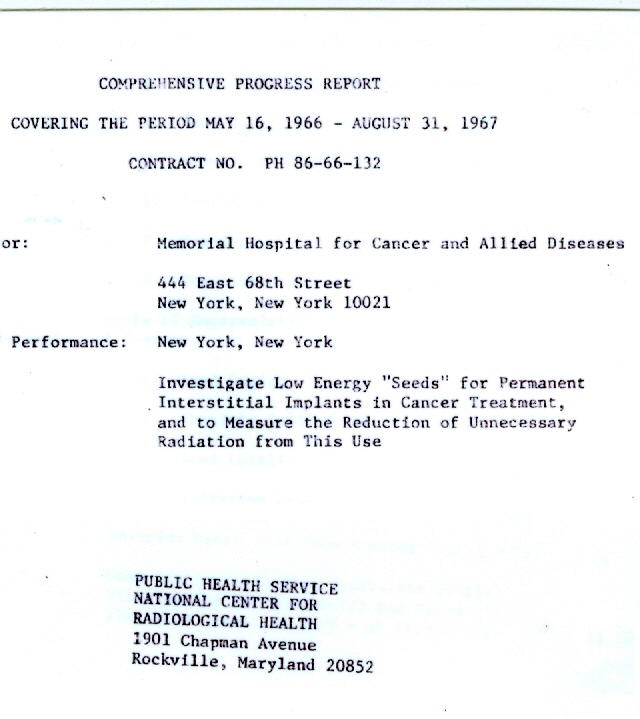 COMPREHENSIVE PROGRESS REPORT
COVERING THE PERIOD MAY 16, 1966 - AUGUST 31, 1967
CONTRACT NO. PH 86-66-132
or: Memorial Hospital for Cancer and Allied Diseases
444 East 68th Street
New York, New York 10021
Performance: New York, New York
Investigate Low Energy "Seeds" for Permanent
Interstitial Implants in Cancer Treatment,
and to Measure the Reduction of Unnecessary
Radiation from This Use
PUBLIC HEALTH SERVICE
NATIONAL CENTER FOR
RADIOLOGICAL HEALTH
1901 Chapman Avenue
Rockville, Maryland 20852